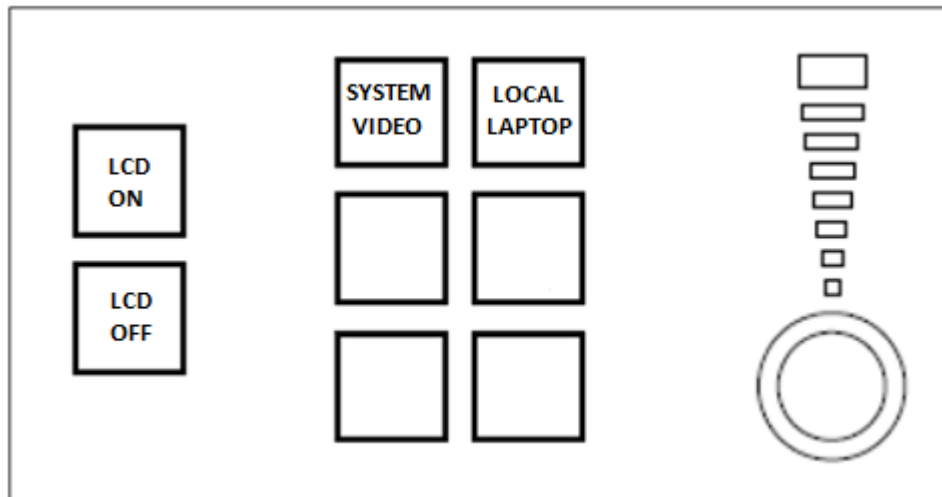 LCD
ON
LCD
OFF
SYSTEM
VIDEO
LOCAL
LAPTOP